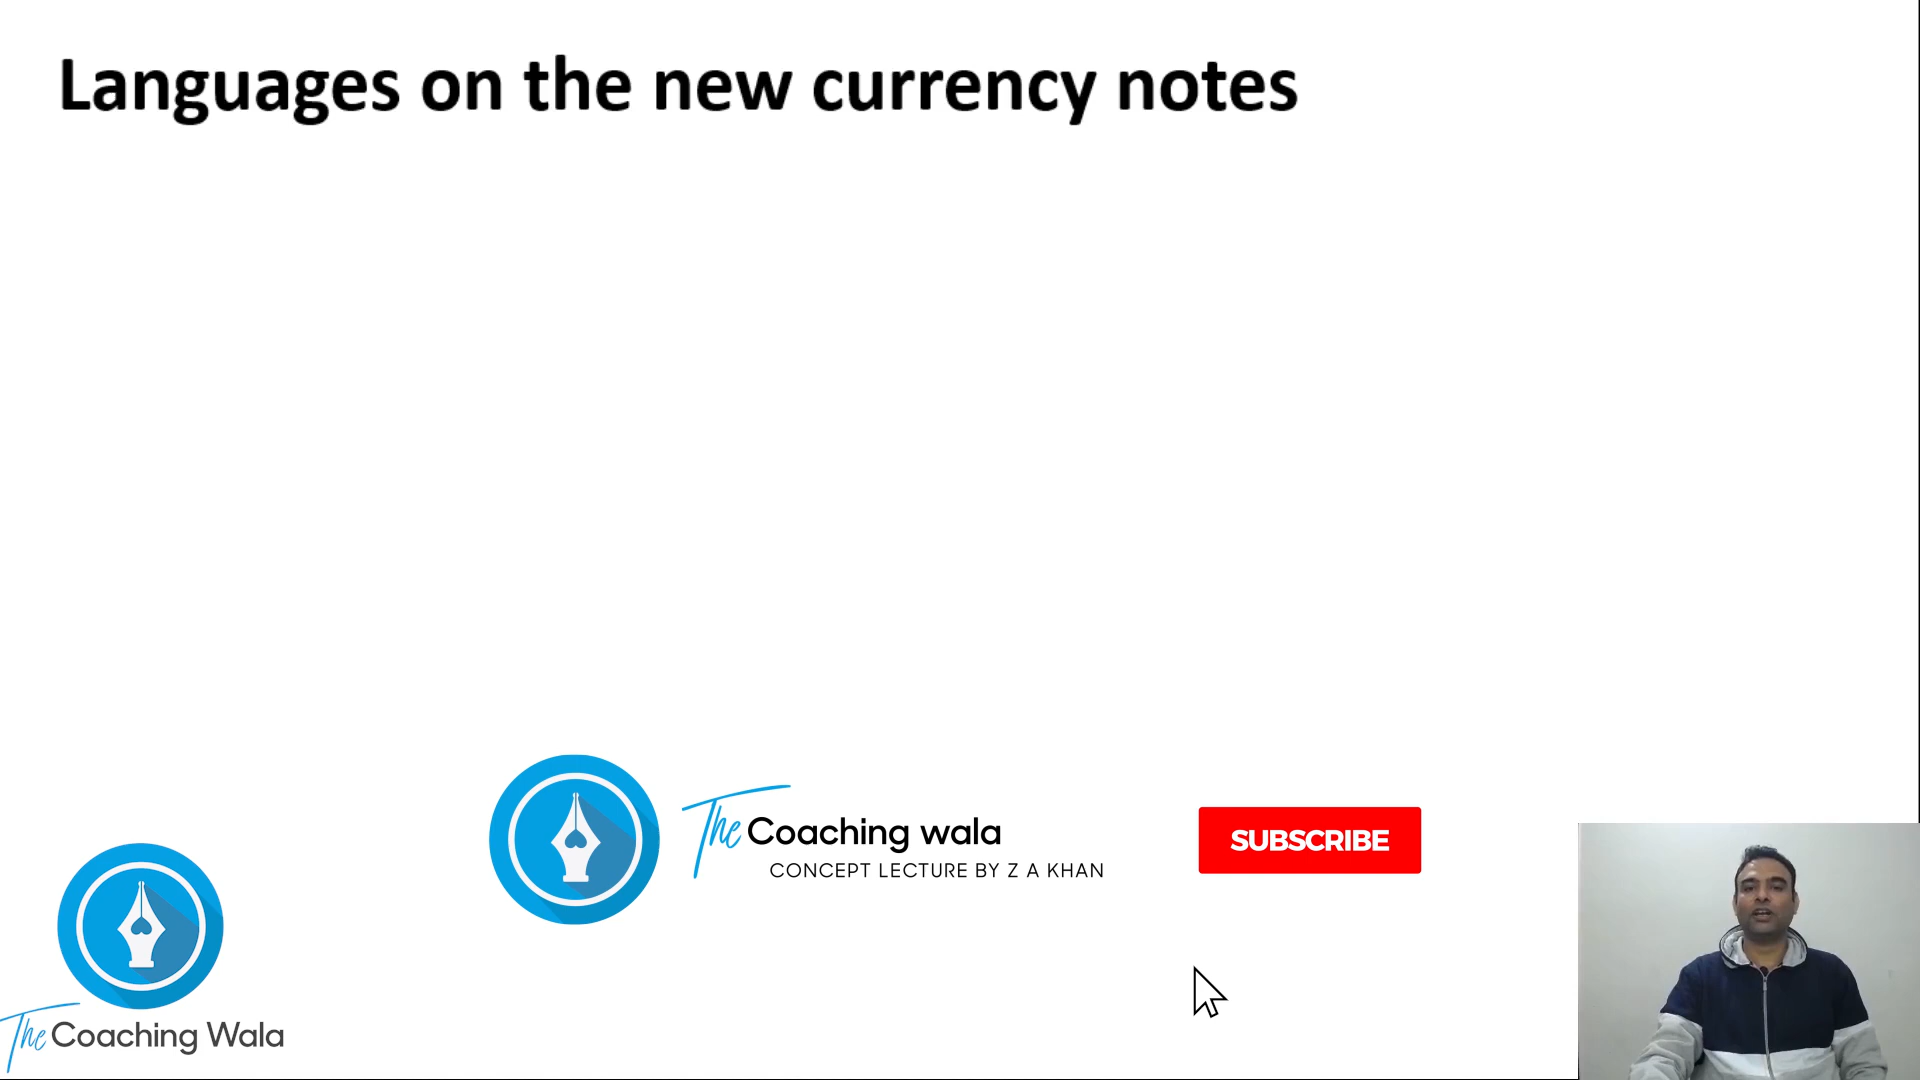 Languages on the new currency notes
The Coaching wala
CONCEPT LECTURE BY Z A KHAN
SUBSCRIBE
The Coaching Wala